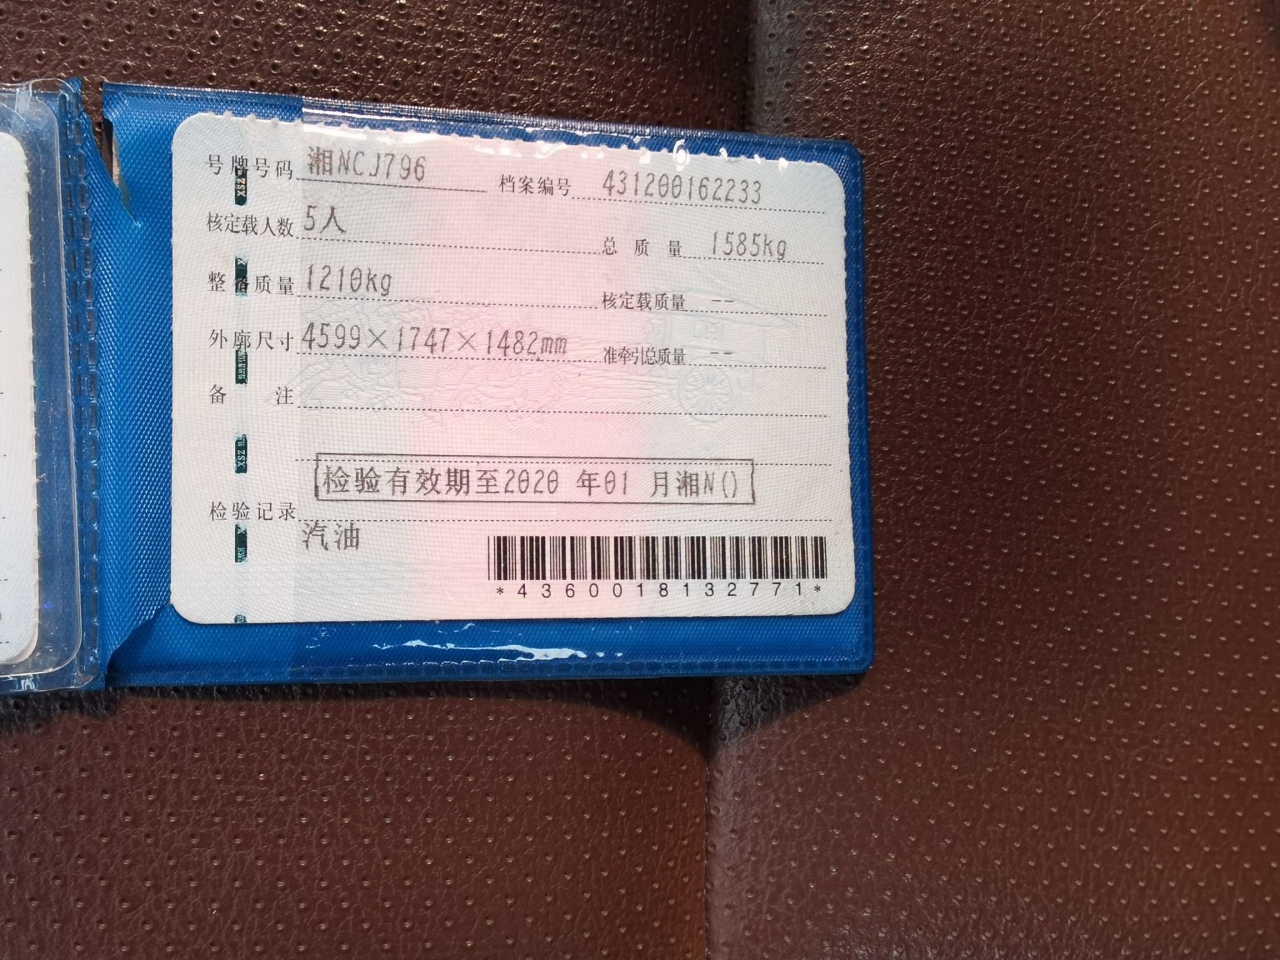 号牌号码 湘NCJ796 档案编号 431200162233
核定载人数 5人 总质量 1585kg
整备质量 1210kg 核定载质量 --
外廓尺寸 4599×1747×1482mm 准牵引总质量 --
备注
检验有效期至2020 年01 月湘N()
检验记录
汽油
*4360018132771*